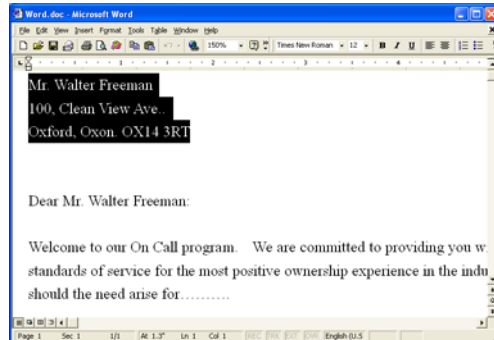 Word.doc - Microsoft Word
File Edit View Insert Format Tools Table Window Help
150% Times New Roman 12 B I U
Mr. Walter Freeman
100, Clean View Ave..
Oxford, Oxon. OX14 3RT
Dear Mr. Walter Freeman:
Welcome to our On Call program. We are committed to providing you w
standards of service for the most positive ownership experience in the indu
should the need arise for……….
Page 1 Sec 1 1/1 At 1.3" Ln 1 Col 1 REC TRK EXT OVR English (U.S